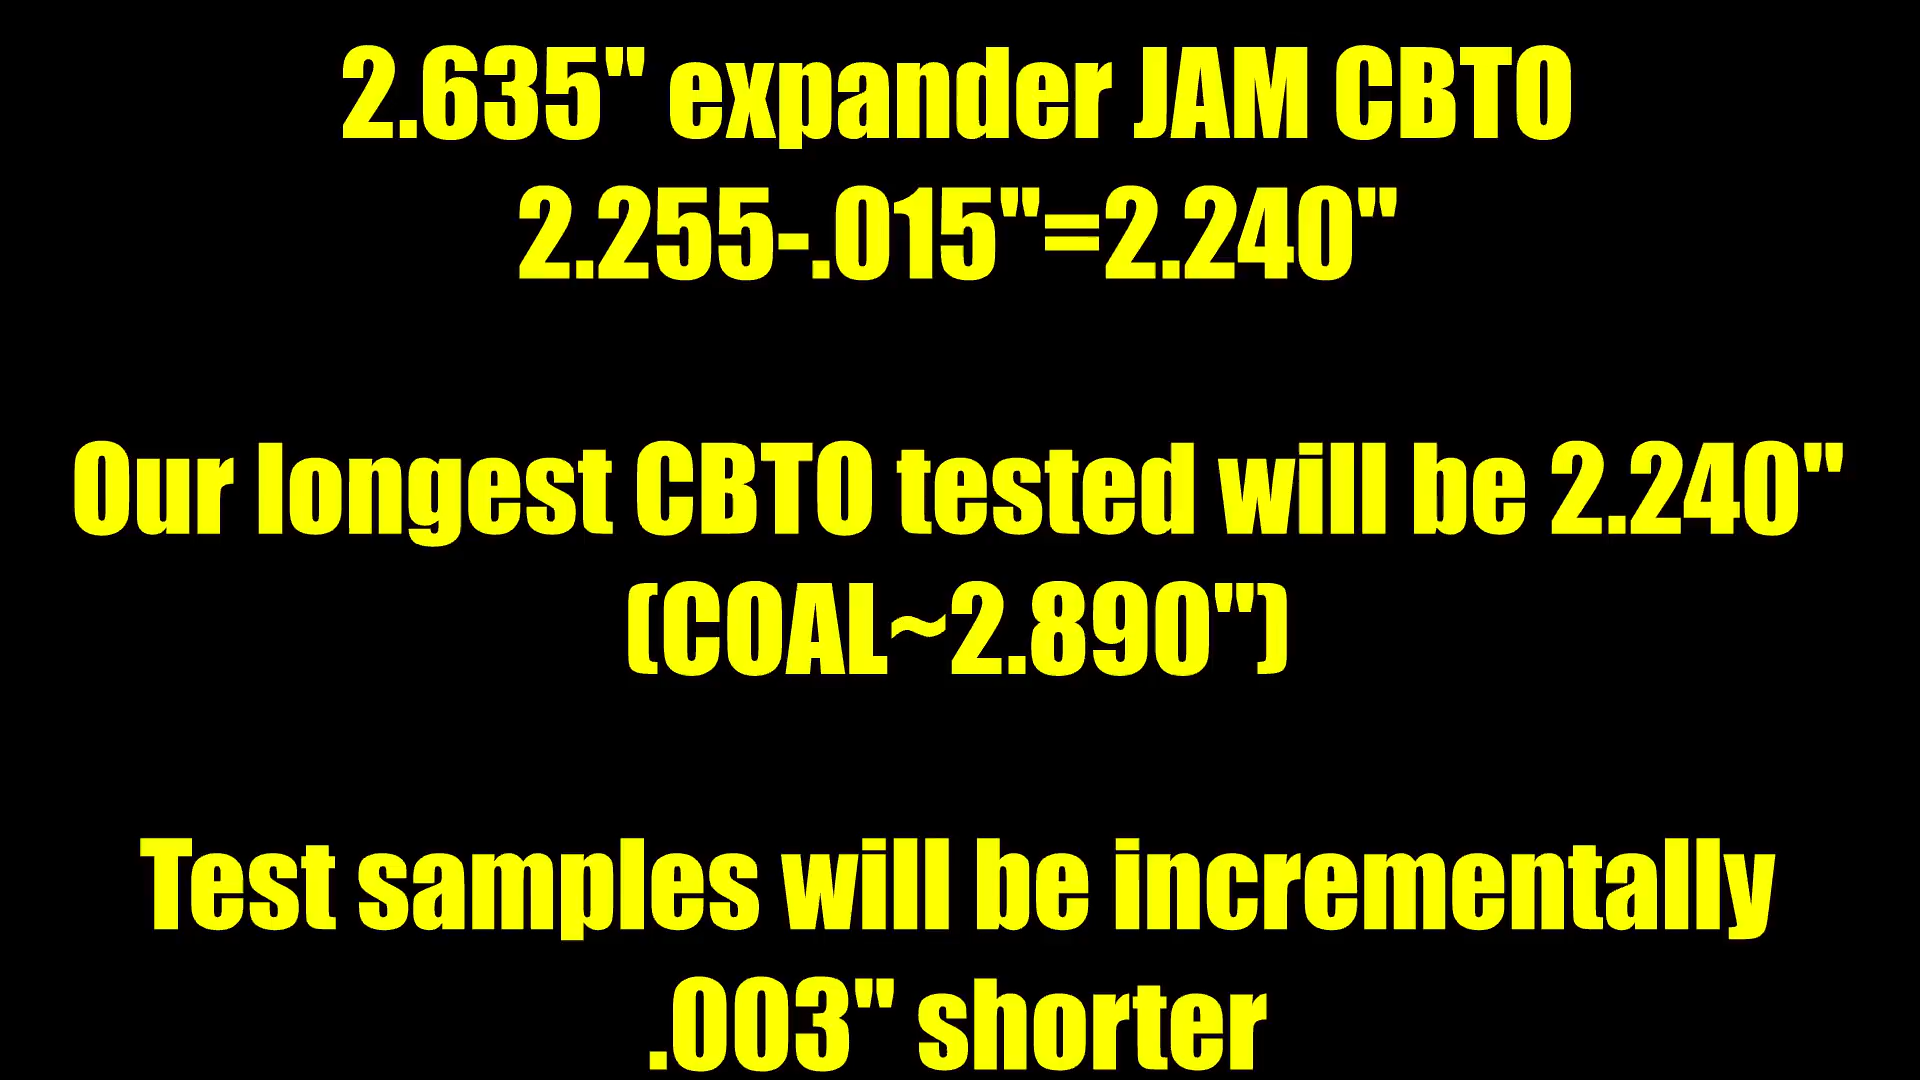 2.635" expander JAM CBTO
2.255-.015"=2.240"
Our longest CBTO tested will be 2.240"
(COAL~2.890")
Test samples will be incrementally
.003" shorter